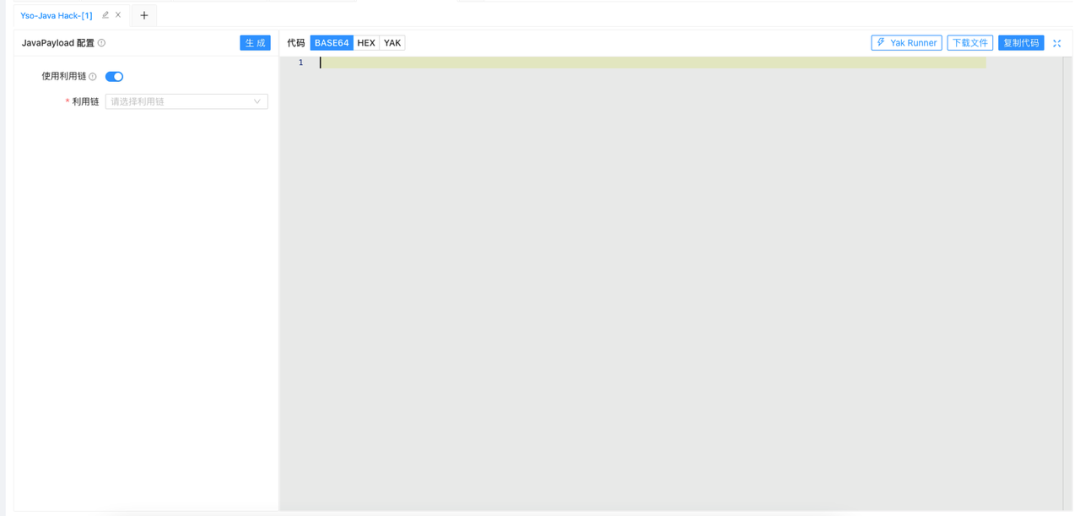 Yso-Java Hack-[1]
JavaPayload 配置 生 成 代码 BASE64 HEX YAK Yak Runner 下载文件 复制代码
使用利用链 1
* 利用链 请选择利用链